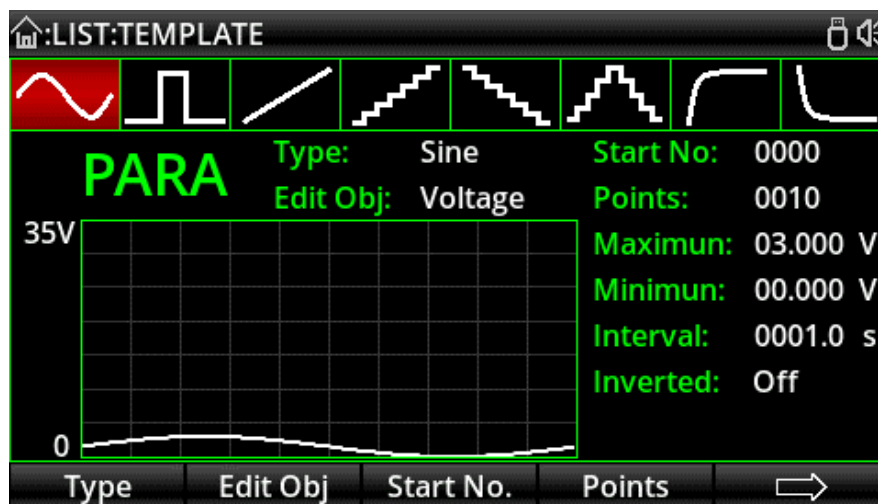 :LIST:TEMPLATE
PARA
Type: Sine
Edit Obj: Voltage
35V
0
Start No: 0000
Points: 0010
Maximun: 03.000 V
Minimun: 00.000 V
Interval: 0001.0 s
Inverted: Off
Type Edit Obj Start No. Points